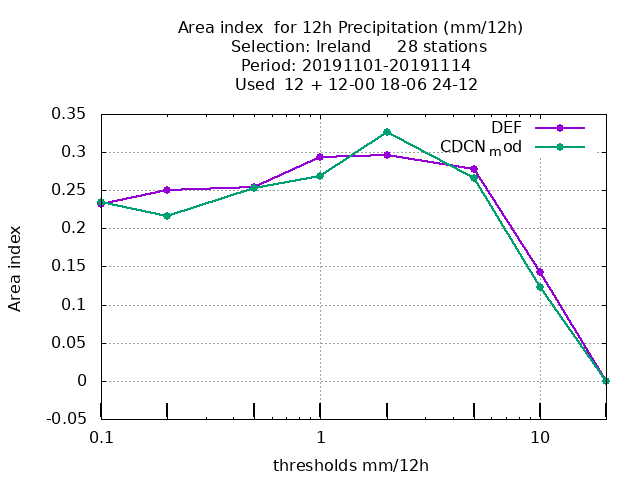 Area index  for 12h Precipitation (mm/12h)
Selection: Ireland     28 stations
Period: 20191101-20191114
Used  12 + 12-00 18-06 24-12
0.35
0.3
0.25
0.2
0.15
0.1
0.05
0
-0.05
DEF
CDCNmod
Area index
0.1
1
10
thresholds mm/12h